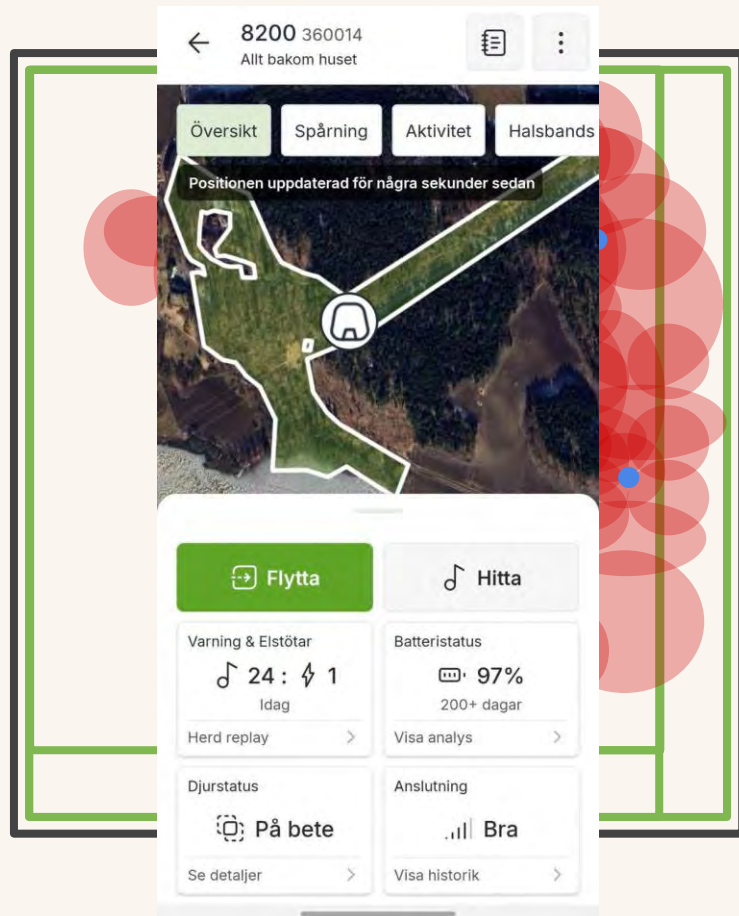 8200 360014
Allt bakom huset
Översikt
Spårning
Aktivitet
Halsbands
Positionen uppdaterad för några sekunder sedan
Flytta
Hitta
Varning & Elstötar
24 : 1
Idag
Herd replay
Batteristatus
97%
200+ dagar
Visa analys
Djurstatus
På bete
Se detaljer
Anslutning
Bra
Visa historik